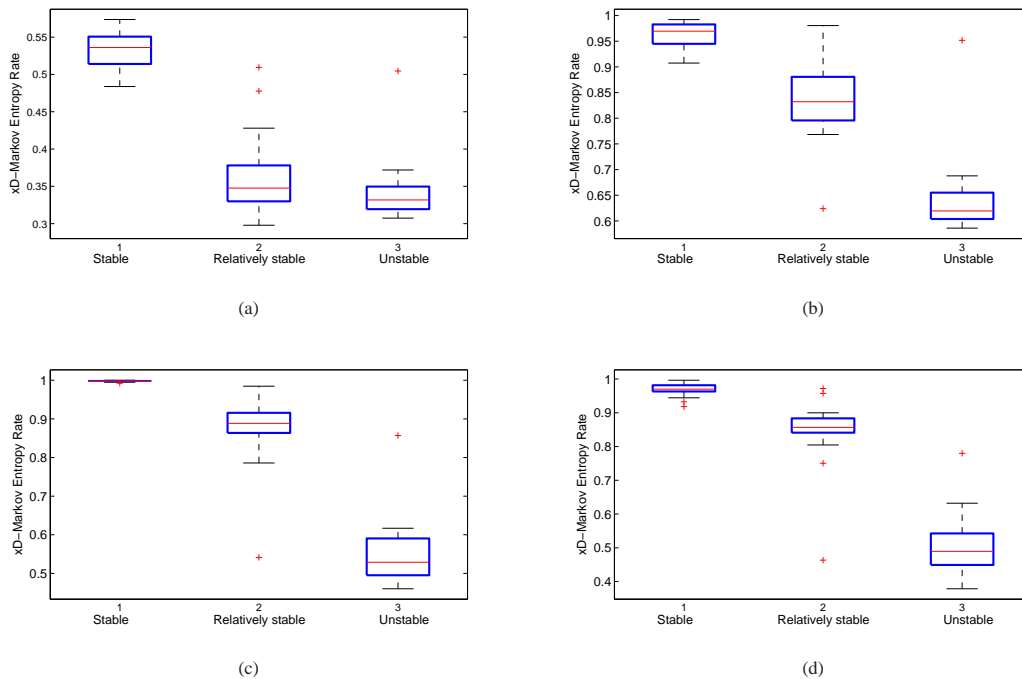 xD−Markov Entropy Rate
0.55
0.5
0.45
0.4
0.35
0.3
1
2
3
Stable
Relatively stable
Unstable
(a)
xD−Markov Entropy Rate
1
0.95
0.9
0.85
0.8
0.75
0.7
0.65
0.6
1
2
3
Stable
Relatively stable
Unstable
(b)
xD−Markov Entropy Rate
1
0.9
0.8
0.7
0.6
0.5
1
2
3
Stable
Relatively stable
Unstable
(c)
xD−Markov Entropy Rate
1
0.9
0.8
0.7
0.6
0.5
0.4
1
2
3
Stable
Relatively stable
Unstable
(d)